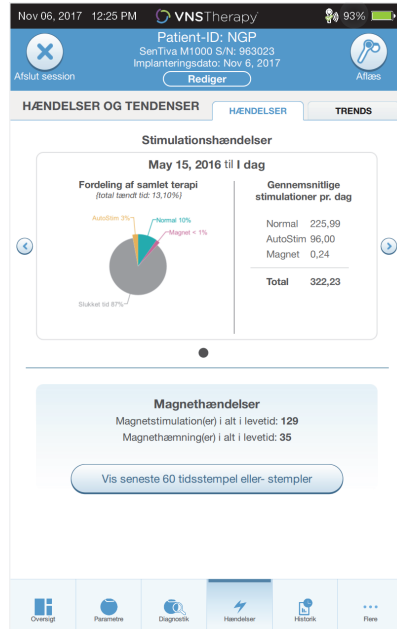 Nov 06, 2017 12:25 PM VNSTherapy 93%
Patient-ID: NGP
SenTiva M1000 S/N: 963023
Implanteringsdato: Nov 6, 2017
Afslut session
Rediger
Aflæs
HÆNDELSER OG TENDENSER
HÆNDELSER
TRENDS
Stimulationshændelser
May 15, 2016 til I dag
Fordeling af samlet terapi
(total tændt tid: 13,10%)
AutoStim 3%
Normal 10%
Magnet < 1%
Slukket tid 87%
Gennemsnitlige
stimulationer pr. dag
Normal 225,99
AutoStim 96,00
Magnet 0,24
Total 322,23
Magnethændelser
Magnetstimulation(er) i alt i levetid: 129
Magnethæmning(er) i alt i levetid: 35
Vis seneste 60 tidsstempel eller- stempler
Oversigt
Parametre
Diagnostik
Hændelser
Historik
Flere